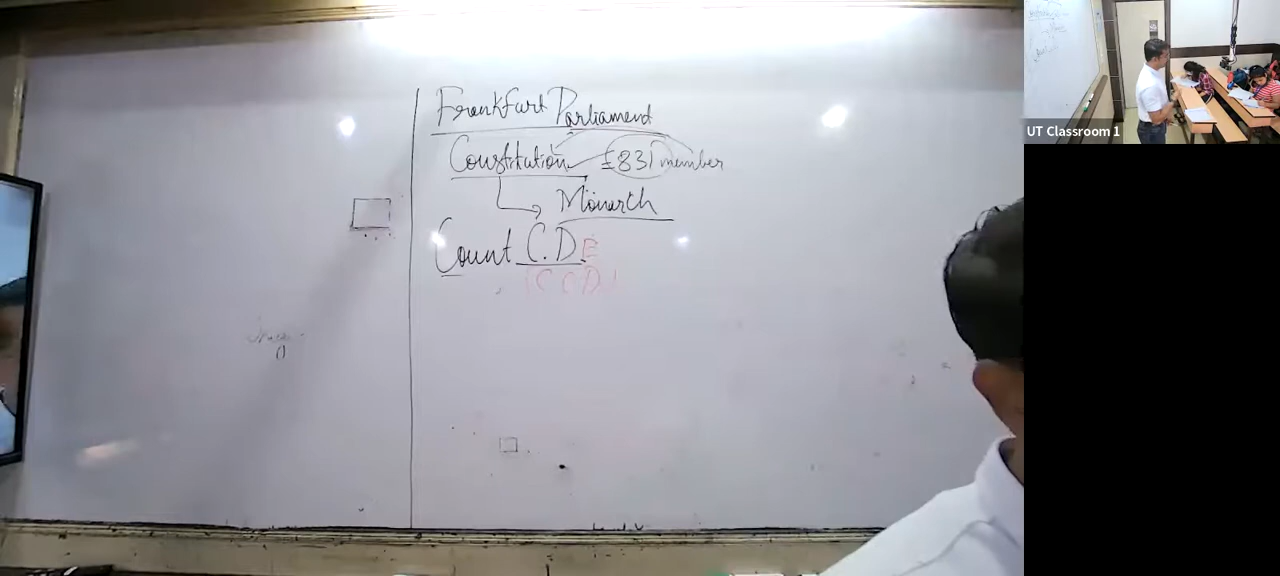 Frankfurt Parliament
Constitution 831 member
Monarch
Count C.D.E
C C D
UT Classroom 1